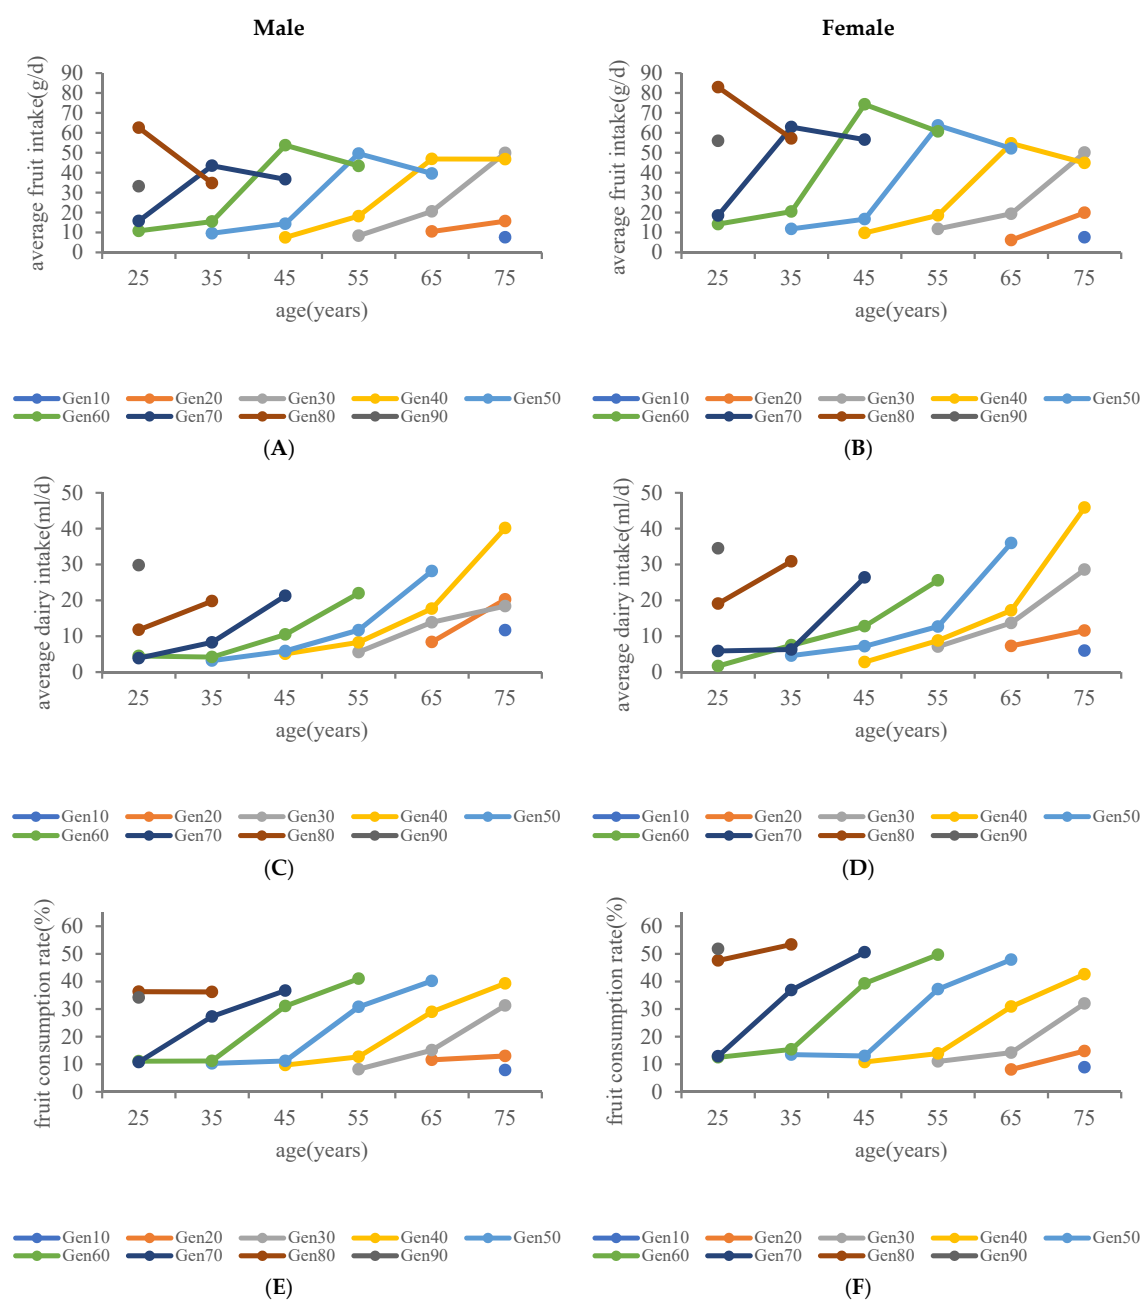 Male
Female
average fruit intake(g/d)
90
80
70
60
50
40
30
20
10
0
25 35 45 55 65 75
age(years)
Gen10 Gen20 Gen30 Gen40 Gen50
Gen60 Gen70 Gen80 Gen90
(A)
average fruit intake(g/d)
90
80
70
60
50
40
30
20
10
0
25 35 45 55 65 75
age(years)
Gen10 Gen20 Gen30 Gen40 Gen50
Gen60 Gen70 Gen80 Gen90
(B)
average dairy intake(ml/d)
50
40
30
20
10
0
25 35 45 55 65 75
age(years)
Gen10 Gen20 Gen30 Gen40 Gen50
Gen60 Gen70 Gen80 Gen90
(C)
average dairy intake(ml/d)
50
40
30
20
10
0
25 35 45 55 65 75
age(years)
Gen10 Gen20 Gen30 Gen40 Gen50
Gen60 Gen70 Gen80 Gen90
(D)
fruit consumption rate(%)
60
50
40
30
20
10
0
25 35 45 55 65 75
age(years)
Gen10 Gen20 Gen30 Gen40 Gen50
Gen60 Gen70 Gen80 Gen90
(E)
fruit consumption rate(%)
60
50
40
30
20
10
0
25 35 45 55 65 75
age(years)
Gen10 Gen20 Gen30 Gen40 Gen50
Gen60 Gen70 Gen80 Gen90
(F)